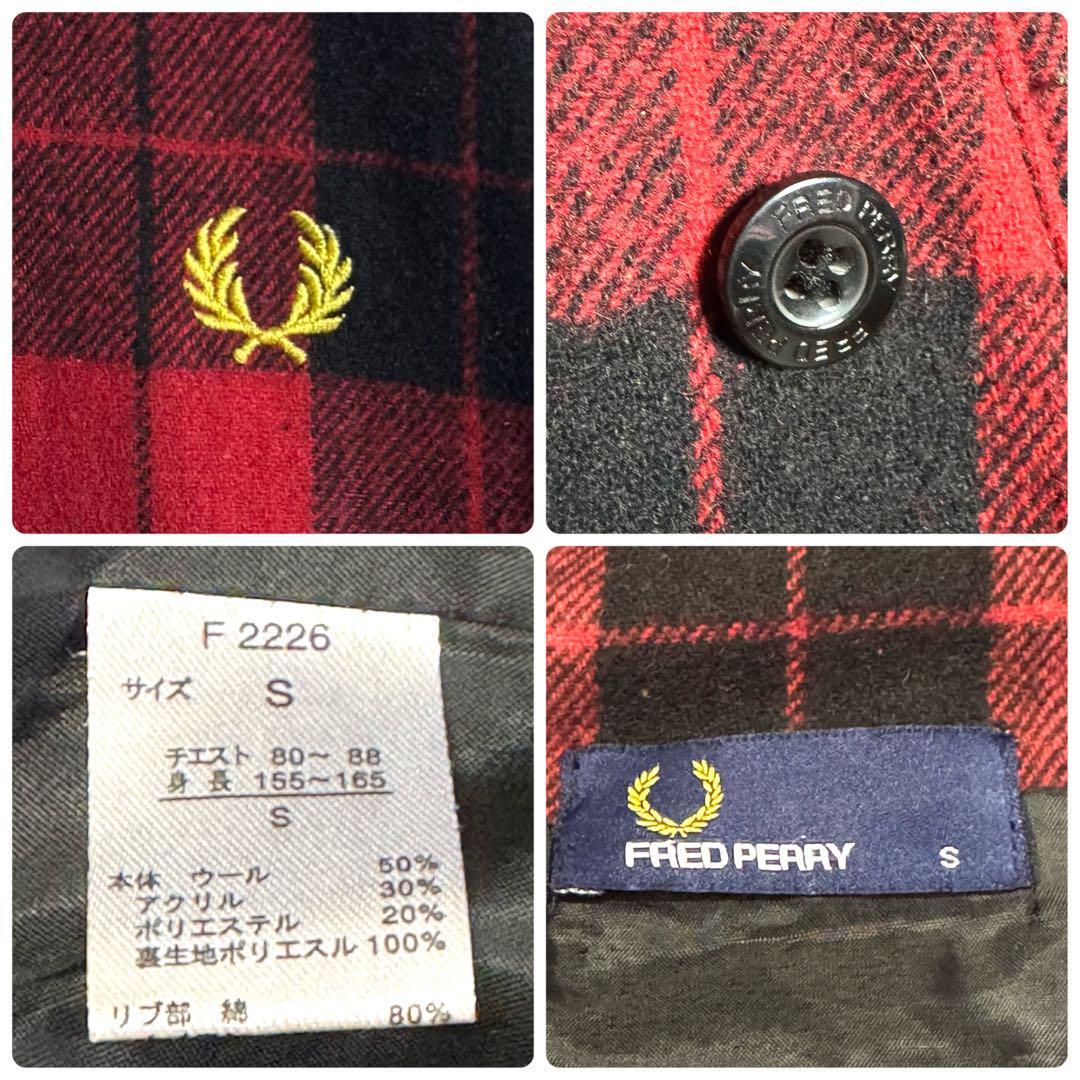 FRED PERRY
FRED PERRY
F 2226
サイズ S
チエスト 80〜 88
身 長 155〜165
S
本体 ウール 50%
アクリル 30%
ポリエステル 20%
裏生地ポリエスル 100%
リブ部 綿 80%
FRED PERRY S